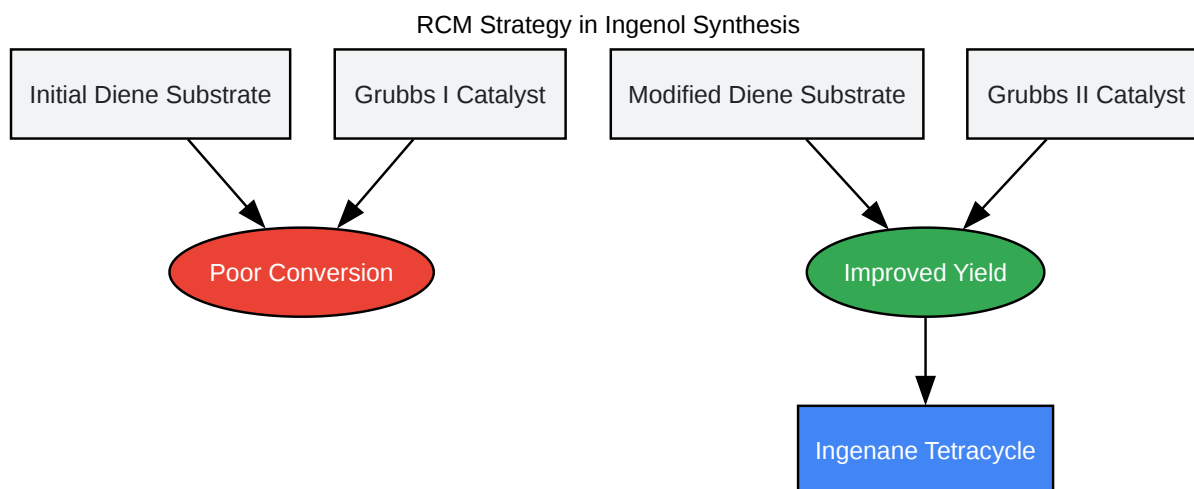 RCM Strategy in Ingenol Synthesis
Initial Diene Substrate
Grubbs I Catalyst
Modified Diene Substrate
Grubbs II Catalyst
Poor Conversion
Improved Yield
Ingenane Tetracycle